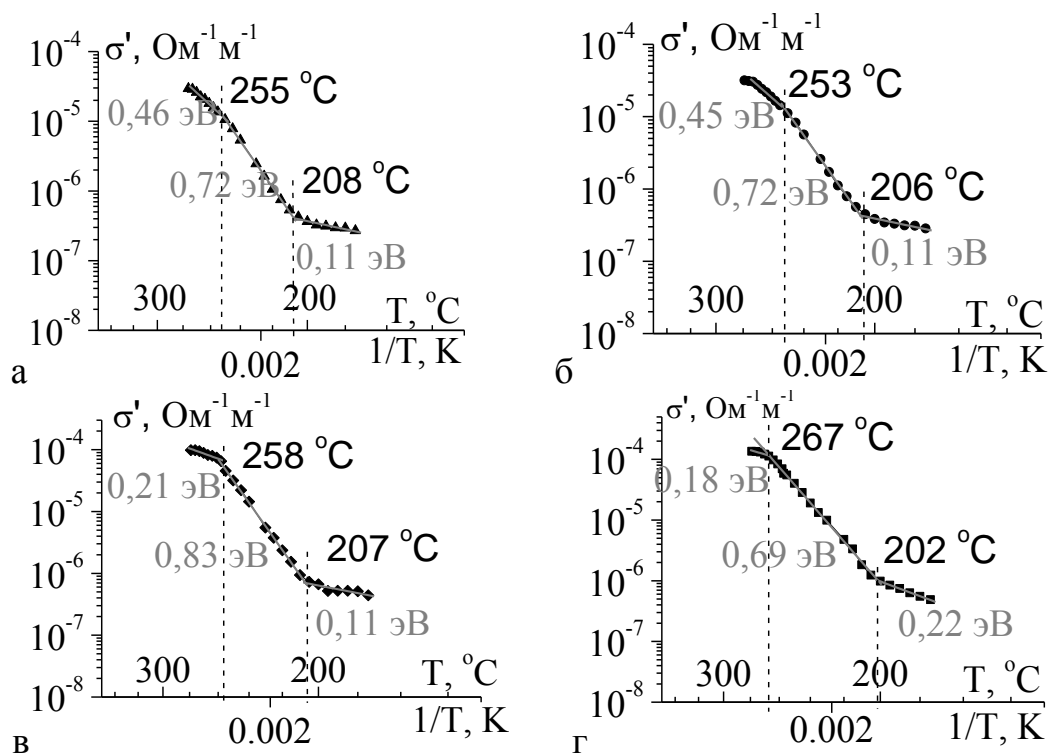 σ', Ом⁻¹м⁻¹
10⁻⁴
10⁻⁵
10⁻⁶
10⁻⁷
10⁻⁸
255 °C
0,46 эВ
0,72 эВ
208 °C
0,11 эВ
300
200
T, °C
0.002
1/T, K
а
σ', Ом⁻¹м⁻¹
10⁻⁴
10⁻⁵
10⁻⁶
10⁻⁷
10⁻⁸
253 °C
0,45 эВ
0,72 эВ
206 °C
0,11 эВ
300
200
T, °C
0.002
1/T, K
б
σ', Ом⁻¹м⁻¹
10⁻⁴
10⁻⁵
10⁻⁶
10⁻⁷
10⁻⁸
258 °C
0,21 эВ
0,83 эВ
207 °C
0,11 эВ
300
200
T, °C
0.002
1/T, K
в
σ', Ом⁻¹м⁻¹
10⁻⁴
10⁻⁵
10⁻⁶
10⁻⁷
10⁻⁸
267 °C
0,18 эВ
0,69 эВ
202 °C
0,22 эВ
300
200
T, °C
0.002
1/T, K
г